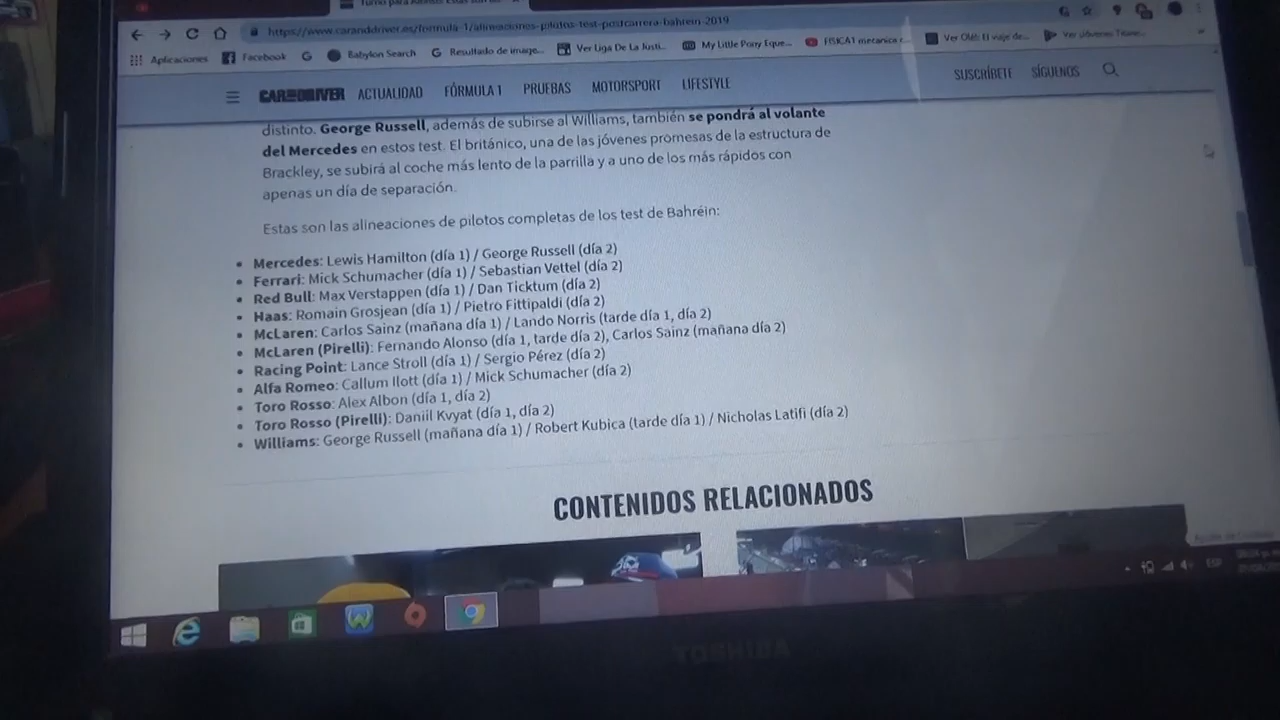 https://www.caranddriver.es/formula-1/alineaciones-pilotos-test-postcarrera-bahrein-2019
Aplicaciones
Facebook
Babylon Search
Resultado de image...
Ver Liga De La Justi...
My Little Pony Eque...
FISICA1 mecanica r...
CAR AND DRIVER
ACTUALIDAD
FÓRMULA 1
PRUEBAS
MOTORSPORT
LIFESTYLE
SUSCRÍBETE
SÍGUENOS
distinto. George Russell, además de subirse al Williams, también se pondrá al volante
del Mercedes en estos test. El británico, una de las jóvenes promesas de la estructura de
Brackley, se subirá al coche más lento de la parrilla y a uno de los más rápidos con
apenas un día de separación.
Estas son las alineaciones de pilotos completas de los test de Bahréin:
Mercedes: Lewis Hamilton (día 1) / George Russell (día 2)
Ferrari: Mick Schumacher (día 1) / Sebastian Vettel (día 2)
Red Bull: Max Verstappen (día 1) / Dan Ticktum (día 2)
Haas: Romain Grosjean (día 1) / Pietro Fittipaldi (día 2)
McLaren: Carlos Sainz (mañana día 1) / Lando Norris (tarde día 1, día 2)
McLaren (Pirelli): Fernando Alonso (día 1, tarde día 2), Carlos Sainz (mañana día 2)
Racing Point: Lance Stroll (día 1) / Sergio Pérez (día 2)
Alfa Romeo: Callum Ilott (día 1) / Mick Schumacher (día 2)
Toro Rosso: Alex Albon (día 1, día 2)
Toro Rosso (Pirelli): Daniil Kvyat (día 1, día 2)
Williams: George Russell (mañana día 1) / Robert Kubica (tarde día 1) / Nicholas Latifi (día 2)
CONTENIDOS RELACIONADOS
ESP
TOSHIBA